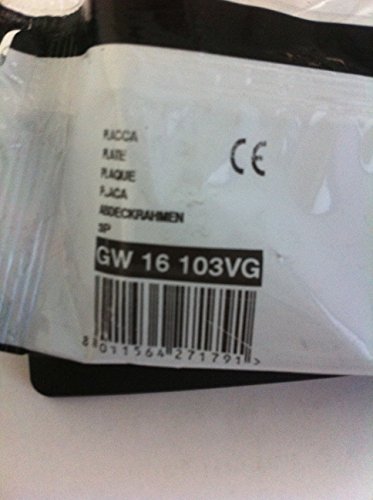 PLACCA
PLATE
PLAQUE
PLACA
ABDECKRAHMEN
3P
CE
GW 16 103VG
8 011564 271791 >